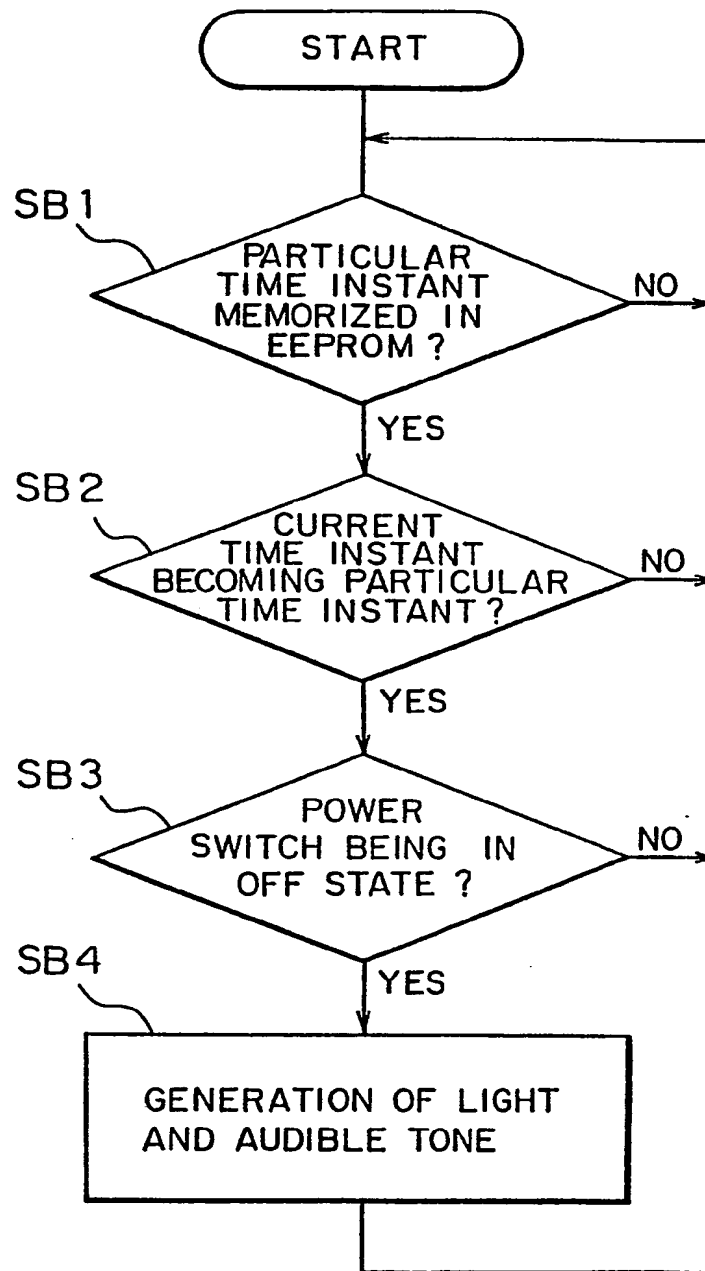 START
SB1
PARTICULAR
TIME INSTANT
MEMORIZED IN
EEPROM ?
NO
YES
SB2
CURRENT
TIME INSTANT
BECOMING PARTICULAR
TIME INSTANT ?
NO
YES
SB3
POWER
SWITCH BEING IN
OFF STATE ?
NO
YES
SB4
GENERATION OF LIGHT
AND AUDIBLE TONE